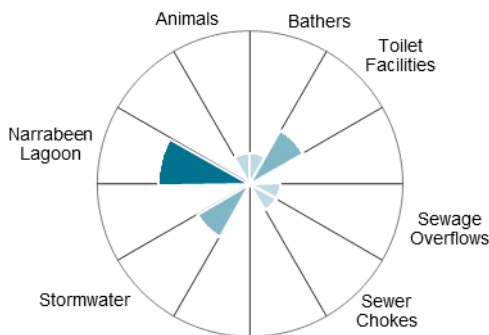 Animals
Bathers
Toilet
Facilities
Narrabeen
Lagoon
Sewage
Overflows
Stormwater
Sewer
Chokes